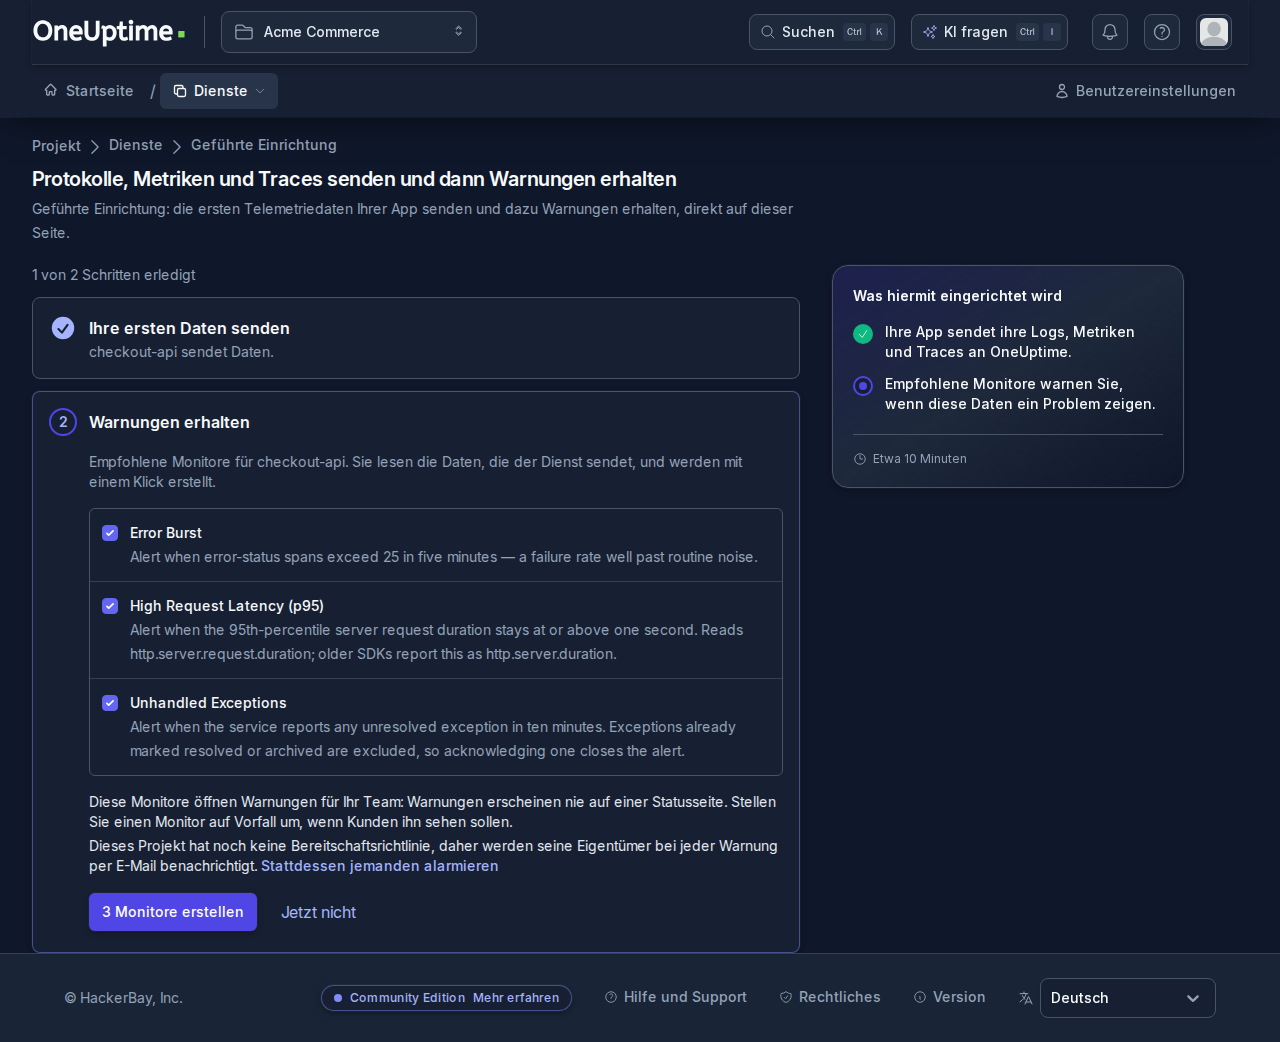 OneUptime
Acme Commerce
Suchen Ctrl K
KI fragen Ctrl I
Startseite / Dienste
Benutzereinstellungen
Projekt Dienste Geführte Einrichtung
Protokolle, Metriken und Traces senden und dann Warnungen erhalten
Geführte Einrichtung: die ersten Telemetriedaten Ihrer App senden und dazu Warnungen erhalten, direkt auf dieser
Seite.
1 von 2 Schritten erledigt
Ihre ersten Daten senden
checkout-api sendet Daten.
2 Warnungen erhalten
Empfohlene Monitore für checkout-api. Sie lesen die Daten, die der Dienst sendet, und werden mit
einem Klick erstellt.
Error Burst
Alert when error-status spans exceed 25 in five minutes — a failure rate well past routine noise.
High Request Latency (p95)
Alert when the 95th-percentile server request duration stays at or above one second. Reads
http.server.request.duration; older SDKs report this as http.server.duration.
Unhandled Exceptions
Alert when the service reports any unresolved exception in ten minutes. Exceptions already
marked resolved or archived are excluded, so acknowledging one closes the alert.
Diese Monitore öffnen Warnungen für Ihr Team: Warnungen erscheinen nie auf einer Statusseite. Stellen
Sie einen Monitor auf Vorfall um, wenn Kunden ihn sehen sollen.
Dieses Projekt hat noch keine Bereitschaftsrichtlinie, daher werden seine Eigentümer bei jeder Warnung
per E-Mail benachrichtigt. Stattdessen jemanden alarmieren
3 Monitore erstellen
Jetzt nicht
Was hiermit eingerichtet wird
Ihre App sendet ihre Logs, Metriken
und Traces an OneUptime.
Empfohlene Monitore warnen Sie,
wenn diese Daten ein Problem zeigen.
Etwa 10 Minuten
© HackerBay, Inc.
Community Edition Mehr erfahren
Hilfe und Support
Rechtliches
Version
Deutsch